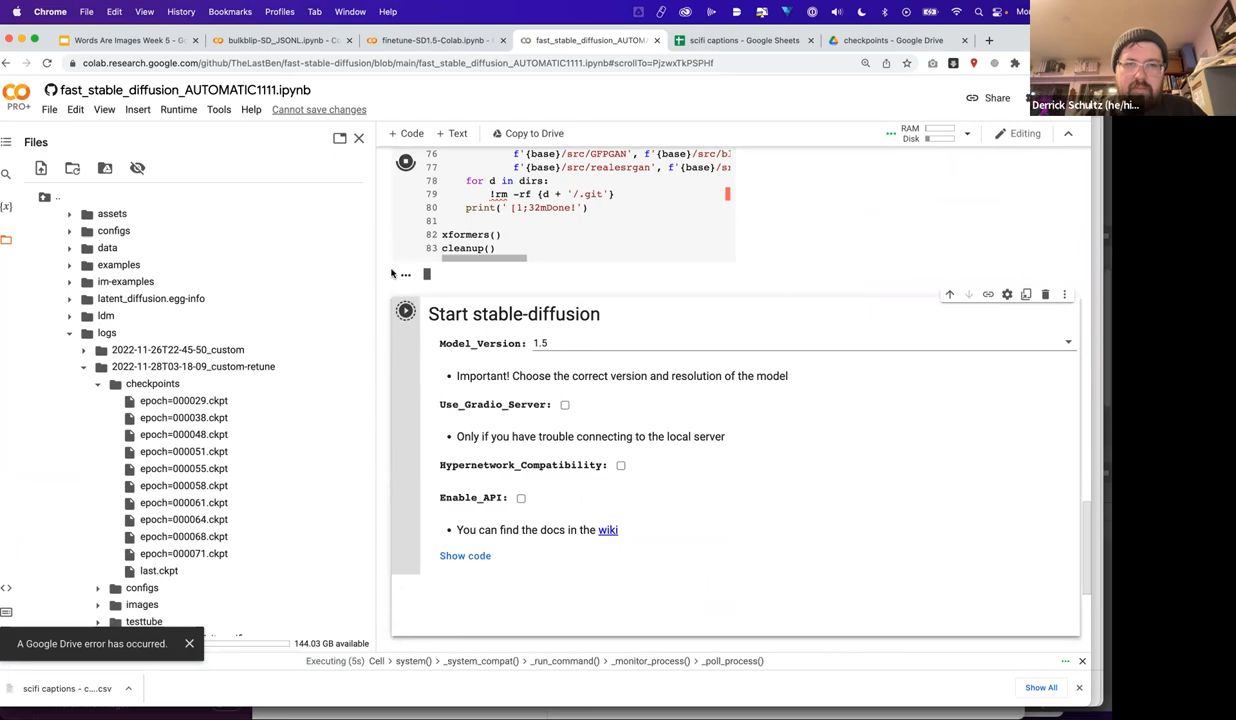 Chrome File Edit View History Bookmarks Profiles Tab Window Help
Words Are Images Week 5 - G
bulkblip-SD_JSONL.ipynb - C
finetune-SD1.5-Colab.ipynb -
fast_stable_diffusion_AUTOM
scifi captions - Google Sheets
checkpoints - Google Drive
colab.research.google.com/github/TheLastBen/fast-stable-diffusion/blob/main/fast_stable_diffusion_AUTOMATIC1111.ipynb#scrollTo=PjzwxTkPSPHf
Derrick Schultz (he/hi...
CO
PRO+
fast_stable_diffusion_AUTOMATIC1111.ipynb
Share
File Edit View Insert Runtime Tools Help Cannot save changes
Files
+ Code + Text Copy to Drive
RAM
Disk
Editing
..
assets
configs
data
examples
im-examples
latent_diffusion.egg-info
ldm
logs
2022-11-26T22-45-50_custom
2022-11-28T03-18-09_custom-retune
checkpoints
epoch=000029.ckpt
epoch=000038.ckpt
epoch=000048.ckpt
epoch=000051.ckpt
epoch=000055.ckpt
epoch=000058.ckpt
epoch=000061.ckpt
epoch=000064.ckpt
epoch=000068.ckpt
epoch=000071.ckpt
last.ckpt
configs
images
testtube
A Google Drive error has occurred.
144.03 GB available
76 f'{base}/src/GFPGAN', f'{base}/src/bl
77 f'{base}/src/realesrgan', f'{base}/sr
78 for d in dirs:
79 !rm -rf {d + '/.git'}
80 print('[1;32mDone!')
81
82 xformers()
83 cleanup()
...
Start stable-diffusion
Model_Version: 1.5
• Important! Choose the correct version and resolution of the model
Use_Gradio_Server:
• Only if you have trouble connecting to the local server
Hypernetwork_Compatibility:
Enable_API:
• You can find the docs in the wiki
Show code
Executing (5s) Cell > system() > _system_compat() > _run_command() > _monitor_process() > _poll_process()
scifi captions - c....csv
Show All